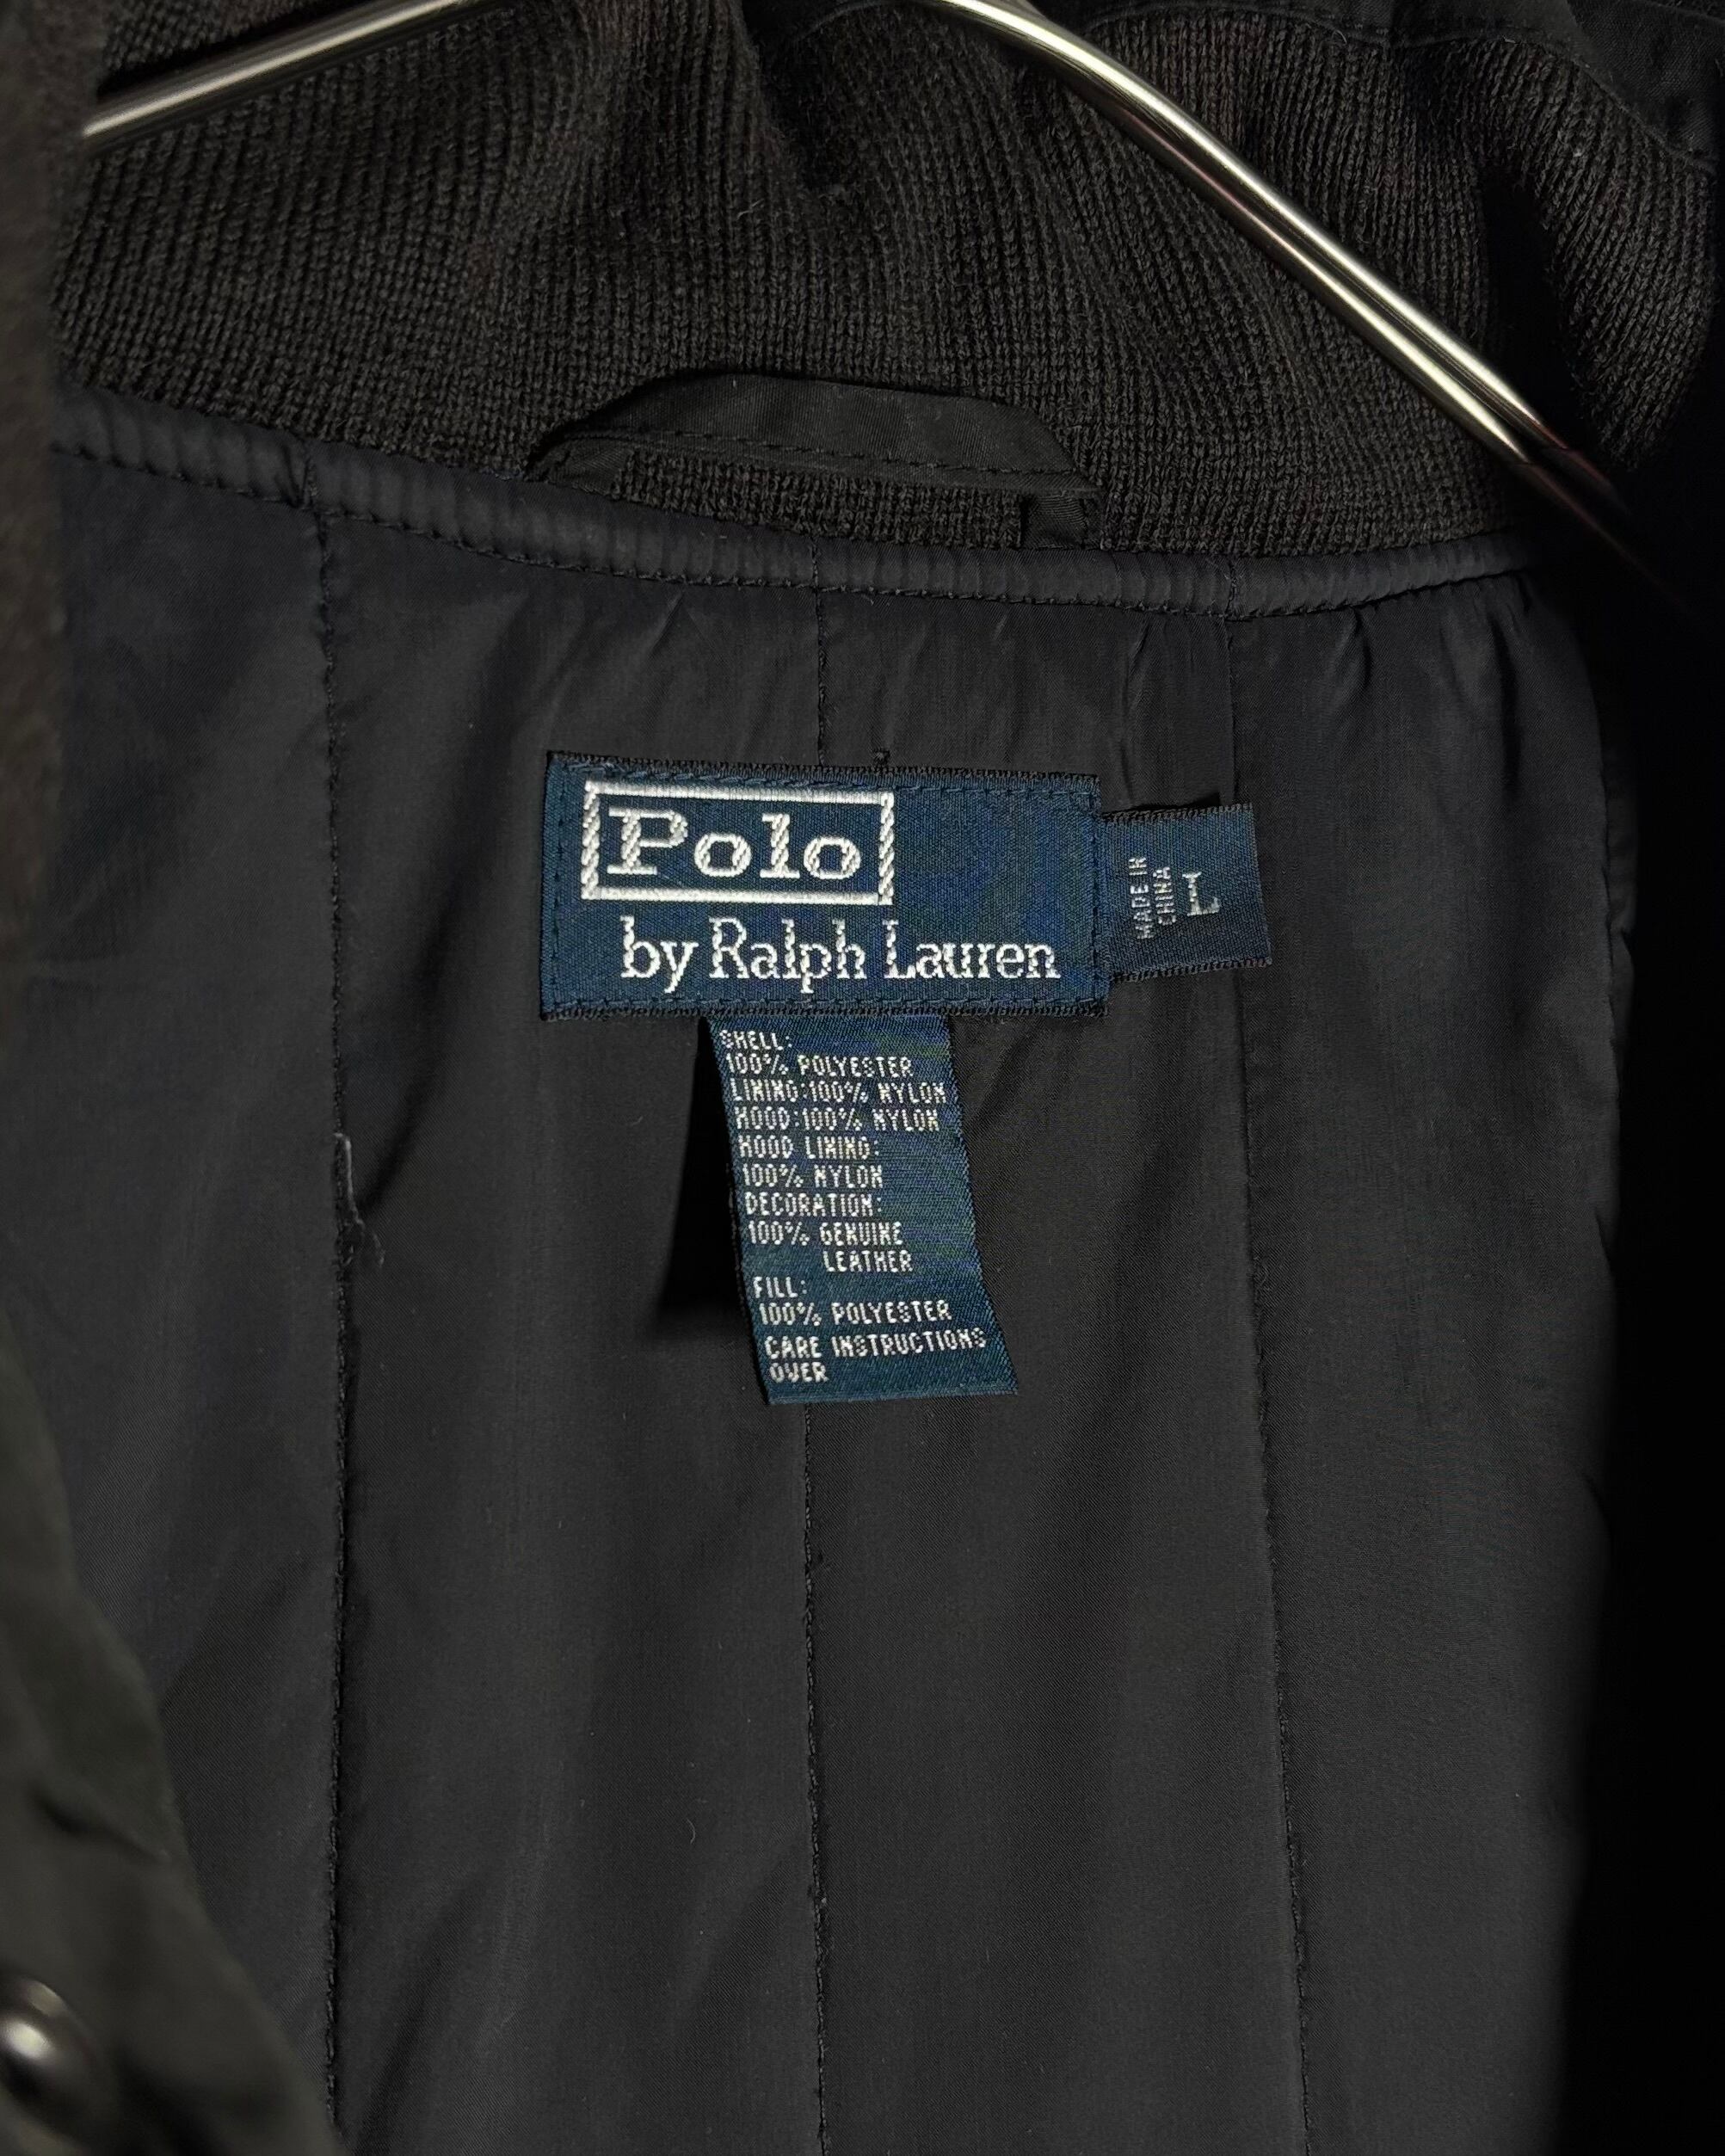 Polo
by Ralph Lauren
MADE IN
CHINA
L
SHELL:
100% POLYESTER
LINING:100% NYLON
HOOD:100% NYLON
HOOD LINING:
100% NYLON
DECORATION:
100% GENUINE
LEATHER
FILL:
100% POLYESTER
CARE INSTRUCTIONS
OVER